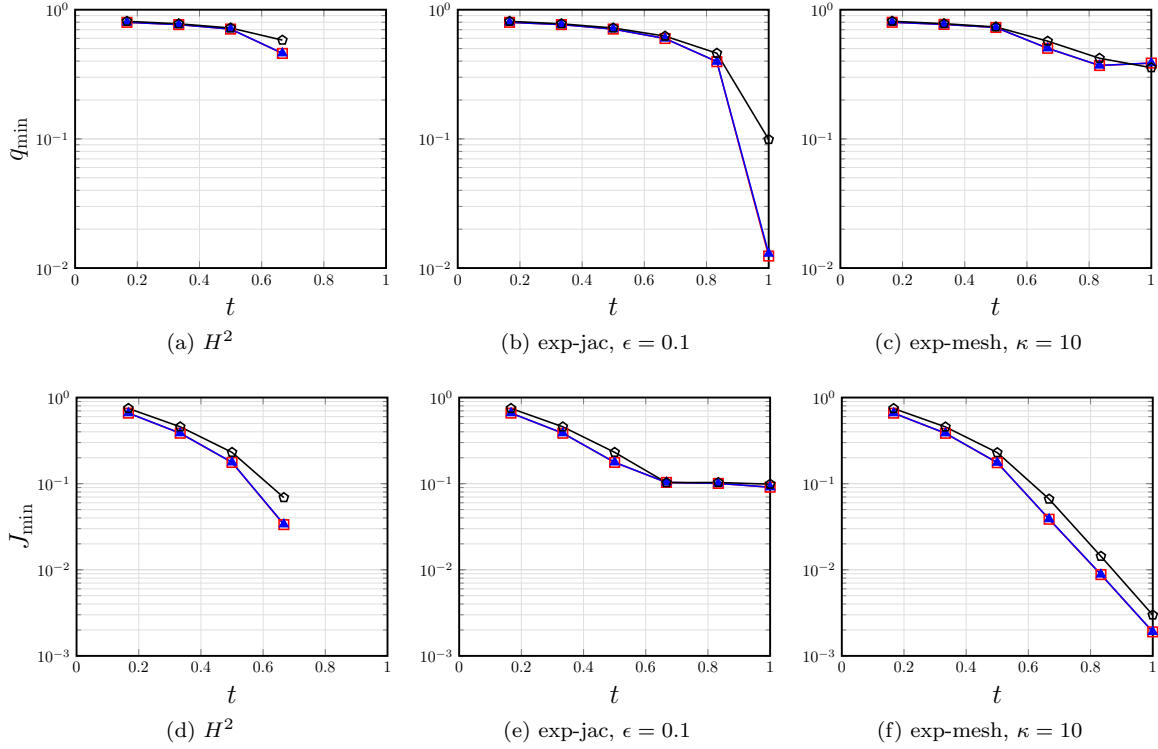 10^0
10^0
10^0
q_min
10^{-1}
10^{-1}
10^{-1}
10^{-2}
10^{-2}
10^{-2}
0 0.2 0.4 0.6 0.8 1
0 0.2 0.4 0.6 0.8 1
0 0.2 0.4 0.6 0.8 1
t
t
t
(a) H^2
(b) exp-jac, ϵ = 0.1
(c) exp-mesh, κ = 10
10^0
10^0
10^0
J_min
10^{-1}
10^{-1}
10^{-1}
10^{-2}
10^{-2}
10^{-2}
10^{-3}
10^{-3}
10^{-3}
0 0.2 0.4 0.6 0.8 1
0 0.2 0.4 0.6 0.8 1
0 0.2 0.4 0.6 0.8 1
t
t
t
(d) H^2
(e) exp-jac, ϵ = 0.1
(f) exp-mesh, κ = 10